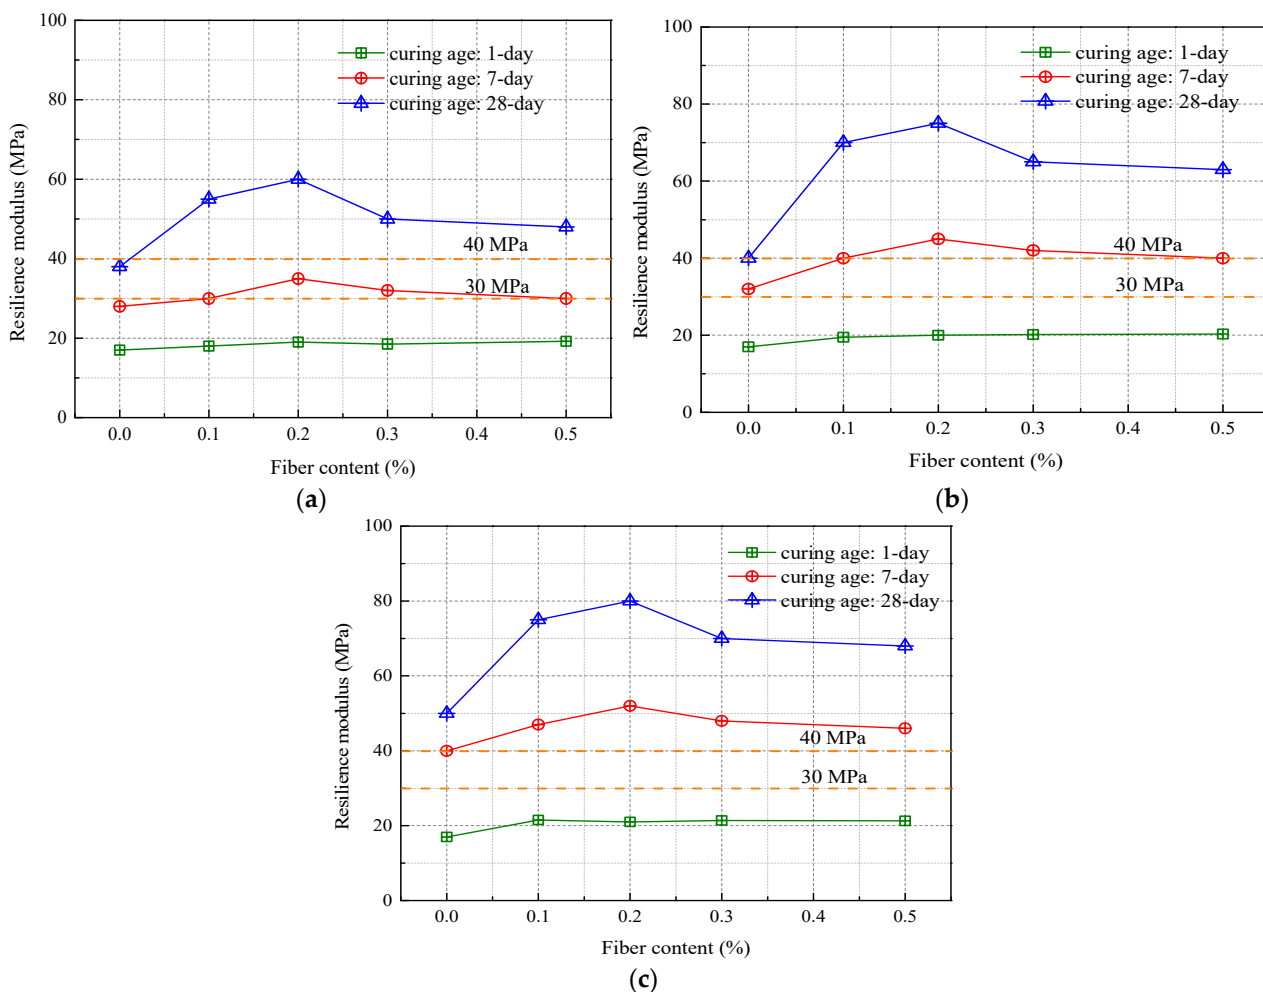 100
80
60
40
20
0
Resilience modulus (MPa)
curing age: 1-day
curing age: 7-day
curing age: 28-day
40 MPa
30 MPa
0.0 0.1 0.2 0.3 0.4 0.5
Fiber content (%)
(a)
100
80
60
40
20
0
Resilience modulus (MPa)
curing age: 1-day
curing age: 7-day
curing age: 28-day
40 MPa
30 MPa
0.0 0.1 0.2 0.3 0.4 0.5
Fiber content (%)
(b)
100
80
60
40
20
0
Resilience modulus (MPa)
curing age: 1-day
curing age: 7-day
curing age: 28-day
40 MPa
30 MPa
0.0 0.1 0.2 0.3 0.4 0.5
Fiber content (%)
(c)